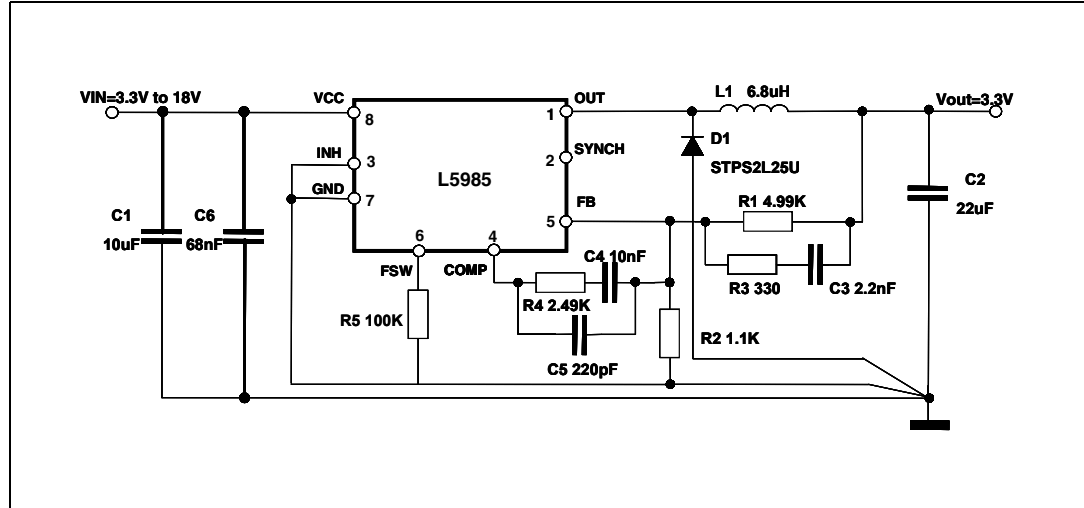 L1 6.8uH
VIN=3.3V to 18V
VCC
OUT
Vout=3.3V
8
1
D1
INH
3
2
SYNCH
STPS2L25U
L5985
GND
7
FB
5
C2
22uF
R1 4.99K
C1
10uF
C6
68nF
6
4
FSW
COMP
C4 10nF
R3 330
C3 2.2nF
R4 2.49K
R5 100K
R2 1.1K
C5 220pF